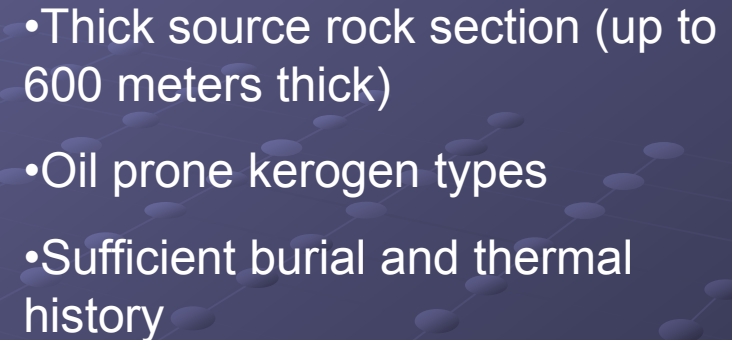 •Thick source rock section (up to
600 meters thick)
•Oil prone kerogen types
•Sufficient burial and thermal
history